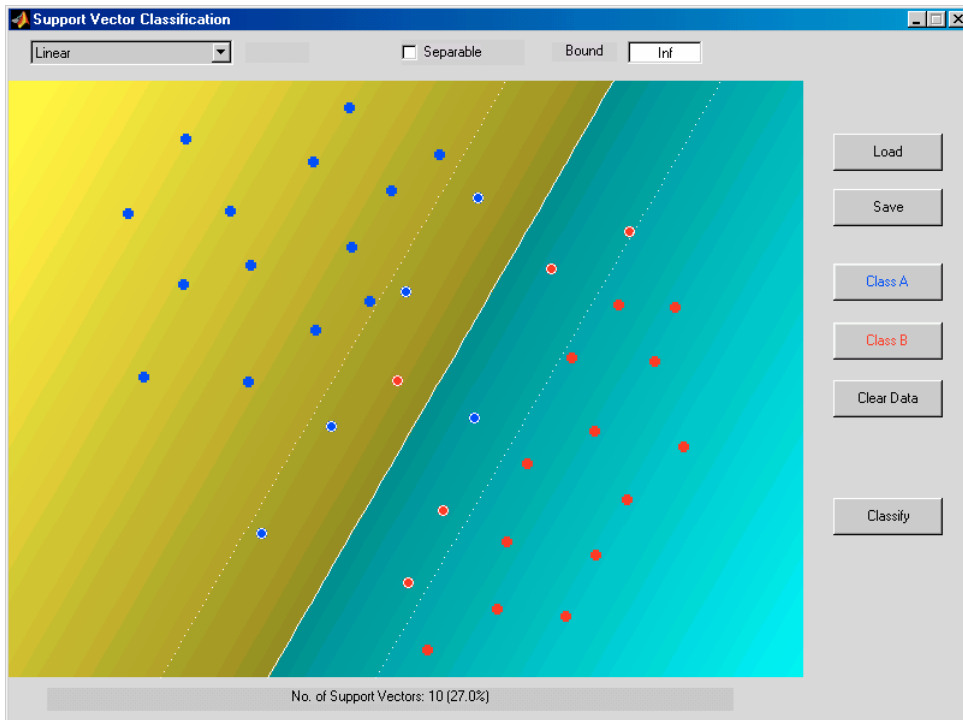 Support Vector Classification
Linear
Separable
Bound
Inf
Load
Save
Class A
Class B
Clear Data
Classify
No. of Support Vectors: 10 (27.0%)